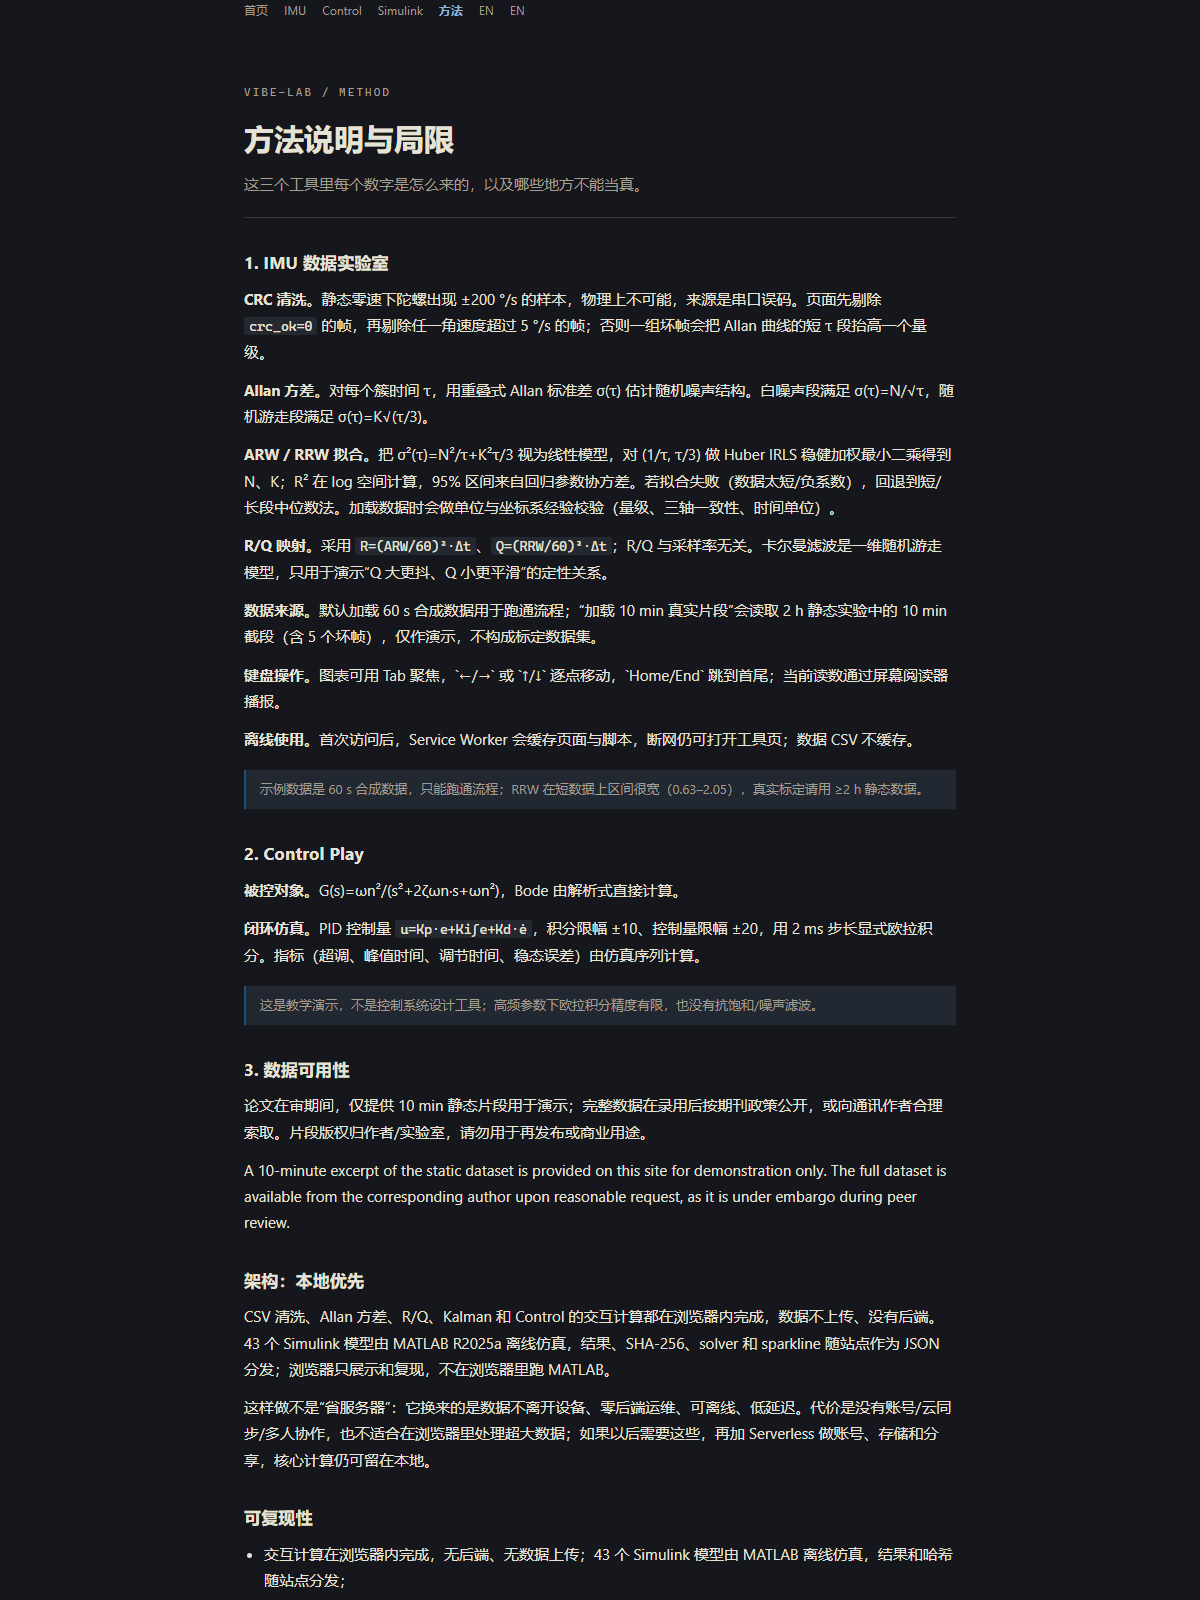 首页 IMU Control Simulink 方法 EN EN
VIBE-LAB / METHOD
方法说明与局限
这三个工具里每个数字是怎么来的，以及哪些地方不能当真。
1. IMU 数据实验室
CRC 清洗。静态零速下陀螺出现 ±200 °/s 的样本，物理上不可能，来源是串口误码。页面先剔除
crc_ok=0 的帧，再剔除任一角速度超过 5 °/s 的帧；否则一组坏帧会把 Allan 曲线的短 τ 段抬高一个量
级。
Allan 方差。对每个簇时间 τ，用重叠式 Allan 标准差 σ(τ) 估计随机噪声结构。白噪声段满足 σ(τ)=N/√τ，随
机游走段满足 σ(τ)=K√(τ/3)。
ARW / RRW 拟合。把 σ²(τ)=N²/τ+K²τ/3 视为线性模型，对 (1/τ, τ/3) 做 Huber IRLS 稳健加权最小二乘得到
N、K；R² 在 log 空间计算，95% 区间来自回归参数协方差。若拟合失败（数据太短/负系数），回退到短/
长段中位数法。加载数据时会做单位与坐标系经验校验（量级、三轴一致性、时间单位）。
R/Q 映射。采用 R=(ARW/60)²·Δt、Q=(RRW/60)²·Δt；R/Q 与采样率无关。卡尔曼滤波是一维随机游走
模型，只用于演示“Q 大更抖、Q 小更平滑”的定性关系。
数据来源。默认加载 60 s 合成数据用于跑通流程；“加载 10 min 真实片段”会读取 2 h 静态实验中的 10 min
截段（含 5 个坏帧），仅作演示，不构成标定数据集。
键盘操作。图表可用 Tab 聚焦，`←/→` 或 `↑/↓` 逐点移动，`Home/End` 跳到首尾；当前读数通过屏幕阅读器
播报。
离线使用。首次访问后，Service Worker 会缓存页面与脚本，断网仍可打开工具页；数据 CSV 不缓存。
示例数据是 60 s 合成数据，只能跑通流程；RRW 在短数据上区间很宽（0.63–2.05），真实标定请用 ≥2 h 静态数据。
2. Control Play
被控对象。G(s)=ωn²/(s²+2ζωn·s+ωn²)，Bode 由解析式直接计算。
闭环仿真。PID 控制量 u=Kp·e+Ki∫e+Kd·ė，积分限幅 ±10、控制量限幅 ±20，用 2 ms 步长显式欧拉积
分。指标（超调、峰值时间、调节时间、稳态误差）由仿真序列计算。
这是教学演示，不是控制系统设计工具；高频参数下欧拉积分精度有限，也没有抗饱和/噪声滤波。
3. 数据可用性
论文在审期间，仅提供 10 min 静态片段用于演示；完整数据在录用后按期刊政策公开，或向通讯作者合理
索取。片段版权归作者/实验室，请勿用于再发布或商业用途。
A 10-minute excerpt of the static dataset is provided on this site for demonstration only. The full dataset is
available from the corresponding author upon reasonable request, as it is under embargo during peer
review.
架构：本地优先
CSV 清洗、Allan 方差、R/Q、Kalman 和 Control 的交互计算都在浏览器内完成，数据不上传、没有后端。
43 个 Simulink 模型由 MATLAB R2025a 离线仿真，结果、SHA-256、solver 和 sparkline 随站点作为 JSON
分发；浏览器只展示和复现，不在浏览器里跑 MATLAB。
这样做不是“省服务器”：它换来的是数据不离开设备、零后端运维、可离线、低延迟。代价是没有账号/云同
步/多人协作，也不适合在浏览器里处理超大数据；如果以后需要这些，再加 Serverless 做账号、存储和分
享，核心计算仍可留在本地。
可复现性
• 交互计算在浏览器内完成，无后端、无数据上传；43 个 Simulink 模型由 MATLAB 离线仿真，结果和哈希
随站点分发；